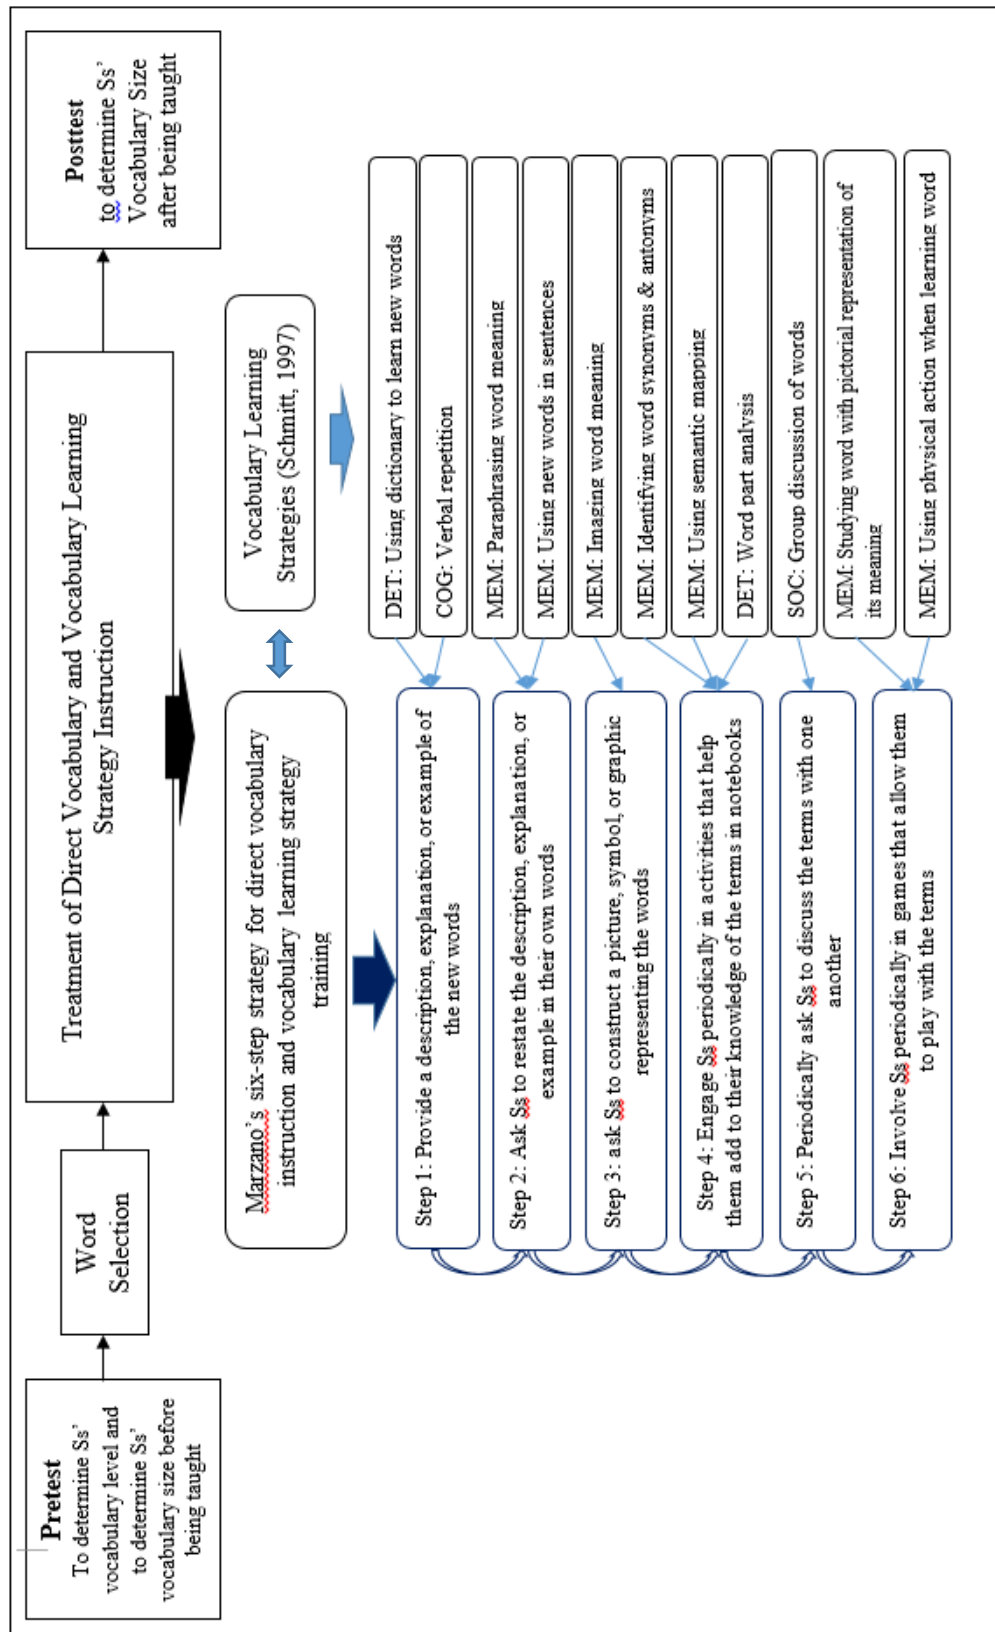 Pretest
To determine Ss'
vocabulary level and
to determine Ss'
vocabulary size before
being taught
Word
Selection
Treatment of Direct Vocabulary and Vocabulary Learning
Strategy Instruction
Posttest
to determine Ss'
Vocabulary Size
after being taught
Marzano's six-step strategy for direct vocabulary
instruction and vocabulary learning strategy
training
Vocabulary Learning
Strategies (Schmitt, 1997)
Step 1: Provide a description, explanation, or example of
the new words
Step 2: Ask Ss to restate the description, explanation, or
example in their own words
Step 3: ask Ss to construct a picture, symbol, or graphic
representing the words
Step 4: Engage Ss periodically in activities that help
them add to their knowledge of the terms in notebooks
Step 5: Periodically ask Ss to discuss the terms with one
another
Step 6: Involve Ss periodically in games that allow them
to play with the terms
DET: Using dictionary to learn new words
COG: Verbal repetition
MEM: Paraphrasing word meaning
MEM: Using new words in sentences
MEM: Imaging word meaning
MEM: Identifying word synonyms & antonyms
MEM: Using semantic mapping
DET: Word part analysis
SOC: Group discussion of words
MEM: Studying word with pictorial representation of
its meaning
MEM: Using physical action when learning word